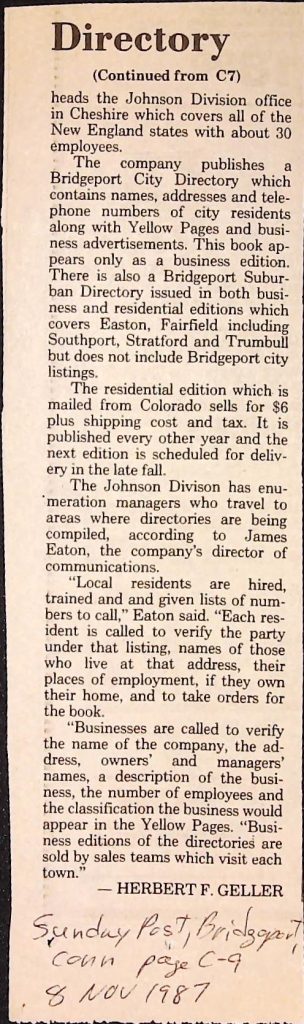 Directory
(Continued from C7)
heads the Johnson Division office
in Cheshire which covers all of the
New England states with about 30
employees.
The company publishes a
Bridgeport City Directory which
contains names, addresses and tele-
phone numbers of city residents
along with Yellow Pages and busi-
ness advertisements. This book ap-
pears only as a business edition.
There is also a Bridgeport Subur-
ban Directory issued in both busi-
ness and residential editions which
covers Easton, Fairfield including
Southport, Stratford and Trumbull
but does not include Bridgeport city
listings.
The residential edition which is
mailed from Colorado sells for $6
plus shipping cost and tax. It is
published every other year and the
next edition is scheduled for deliv-
ery in the late fall.
The Johnson Divison has enu-
meration managers who travel to
areas where directories are being
compiled, according to James
Eaton, the company's director of
communications.
"Local residents are hired,
trained and and given lists of num-
bers to call," Eaton said. "Each res-
ident is called to verify the party
under that listing, names of those
who live at that address, their
places of employment, if they own
their home, and to take orders for
the book.
"Businesses are called to verify
the name of the company, the ad-
dress, owners' and managers'
names, a description of the busi-
ness, the number of employees and
the classification the business would
appear in the Yellow Pages. "Busi-
ness editions of the directories are
sold by sales teams which visit each
town."
— HERBERT F. GELLER
Sunday Post, Bridgeport,
Conn page C-9
8 NOV 1987